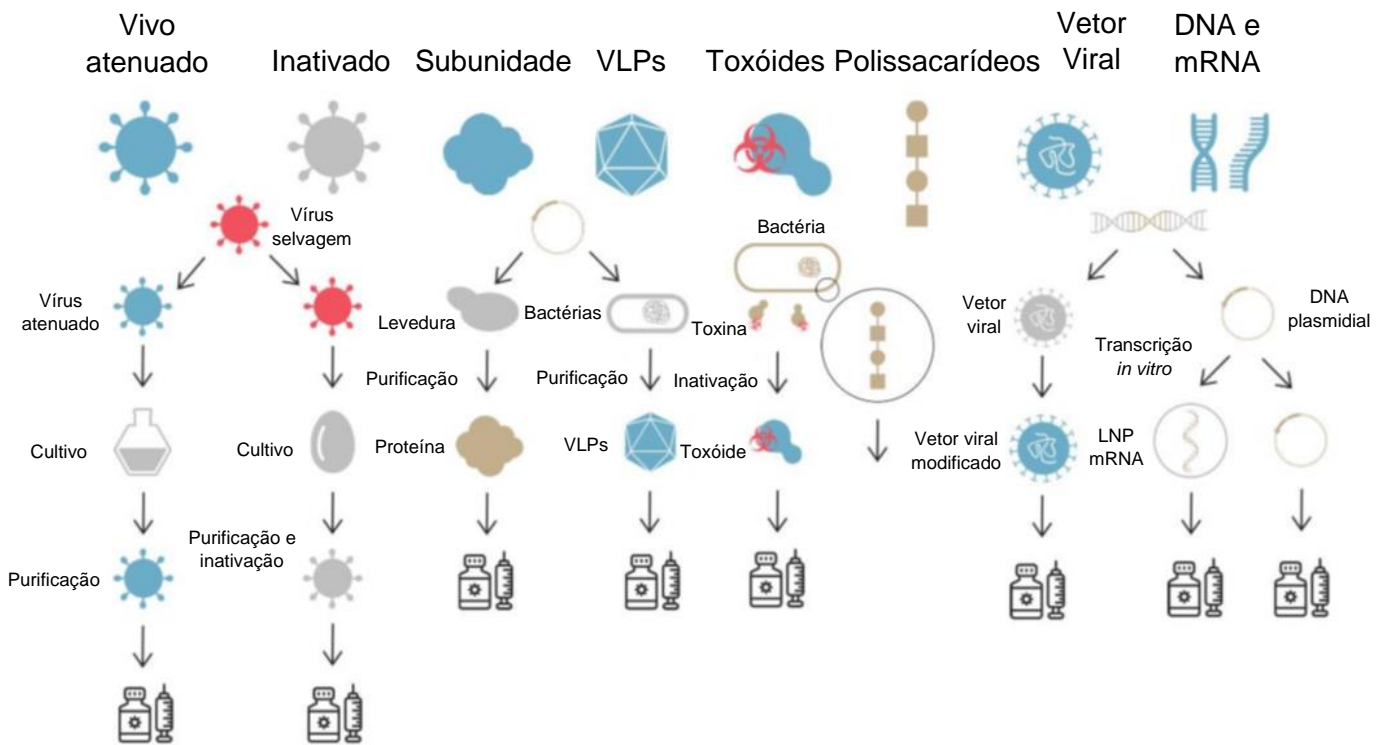 Vivo
atenuado
Inativado
Subunidade
VLPs
Toxóides
Polissacarídeos
Vetor
Viral
DNA e
mRNA
Vírus
selvagem
Bactéria
Vírus
atenuado
Levedura
Bactérias
Toxina
Vetor
viral
DNA
plasmidial
Transcrição
in vitro
Purificação
Purificação
Inativação
Cultivo
Cultivo
Proteína
VLPs
Toxóide
Vetor viral
modificado
LNP
mRNA
Purificação
Purificação e
inativação